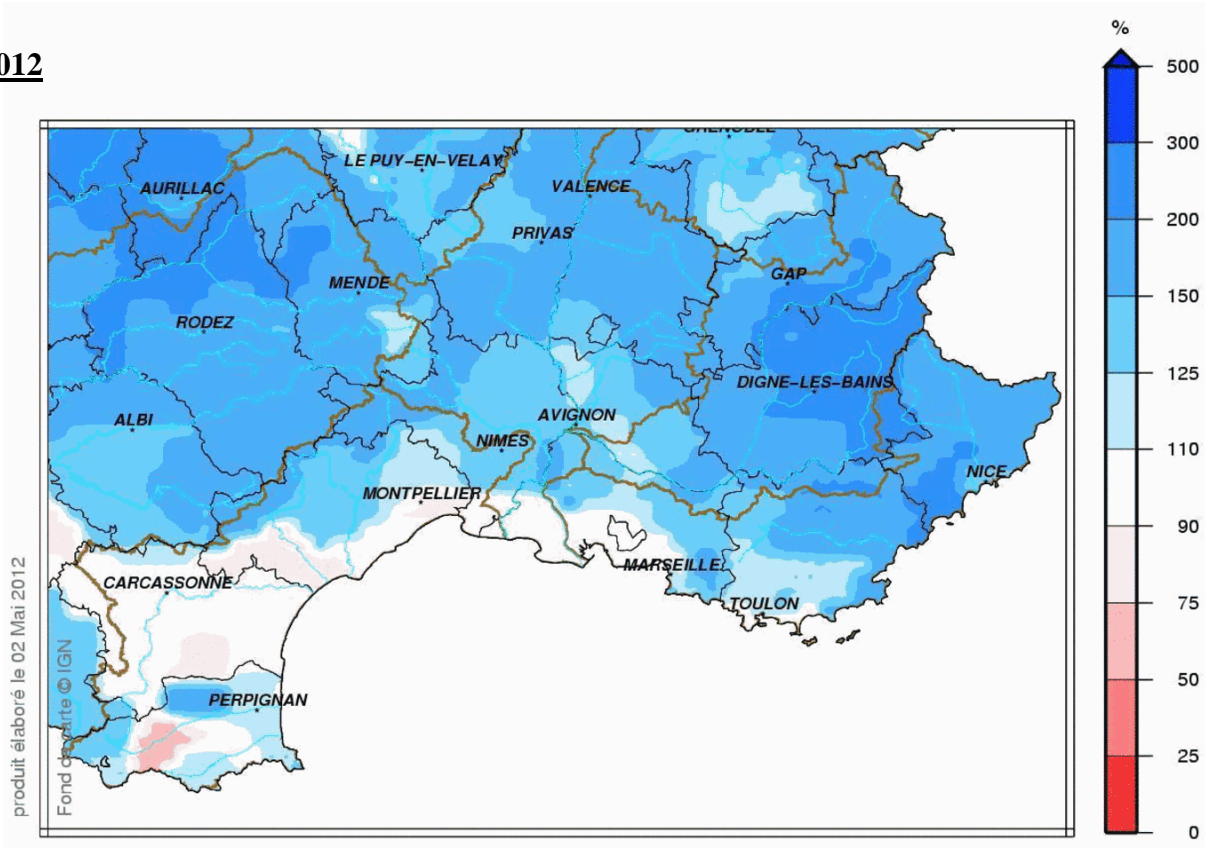 012
%
500
300
200
150
125
110
90
75
50
25
0
GRENOBLE
LE PUY-EN-VELAY
AURILLAC
VALENCE
PRIVAS
GAP
MENDE
RODEZ
DIGNE-LES-BAINS
ALBI
AVIGNON
NIMES
NICE
MONTPELLIER
MARSEILLE
CARCASSONNE
TOULON
PERPIGNAN
produit élaboré le 02 Mai 2012
Fond de carte © IGN